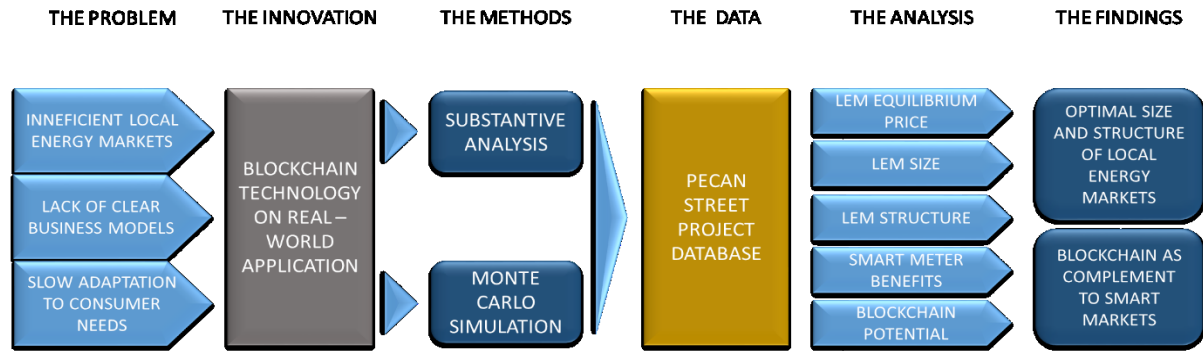 THE PROBLEM
THE INNOVATION
THE METHODS
THE DATA
THE ANALYSIS
THE FINDINGS
INNEFICIENT LOCAL
ENERGY MARKETS
LACK OF CLEAR
BUSINESS MODELS
SLOW ADAPTATION
TO CONSUMER
NEEDS
BLOCKCHAIN
TECHNOLOGY
ON REAL –
WORLD
APPLICATION
SUBSTANTIVE
ANALYSIS
MONTE
CARLO
SIMULATION
PECAN
STREET
PROJECT
DATABASE
LEM EQUILIBRIUM
PRICE
LEM SIZE
LEM STRUCTURE
SMART METER
BENEFITS
BLOCKCHAIN
POTENTIAL
OPTIMAL SIZE
AND STRUCTURE
OF LOCAL
ENERGY
MARKETS
BLOCKCHAIN AS
COMPLEMENT
TO SMART
MARKETS